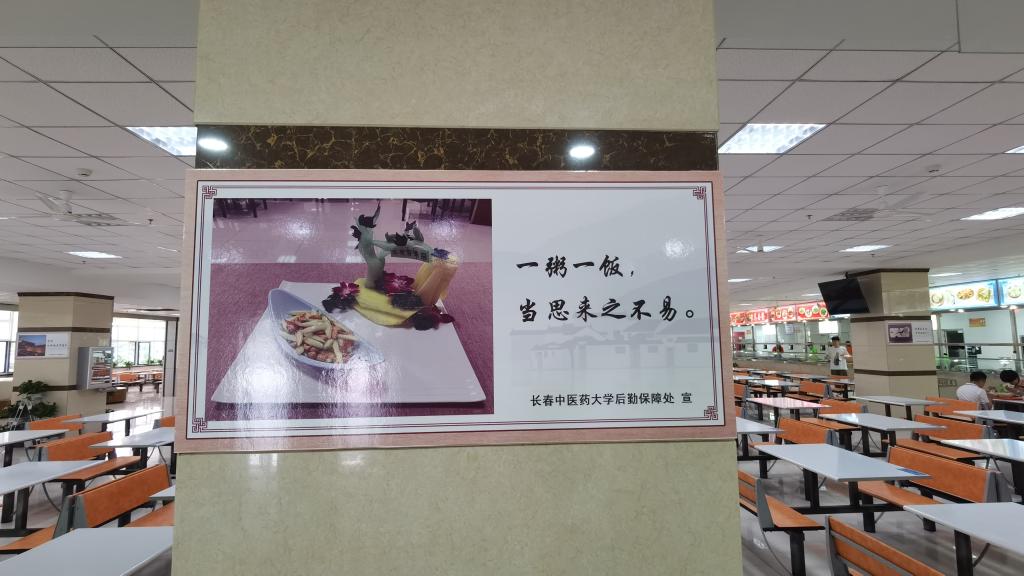 一粥一饭，
当思来之不易。
长春中医药大学后勤保障处 宣